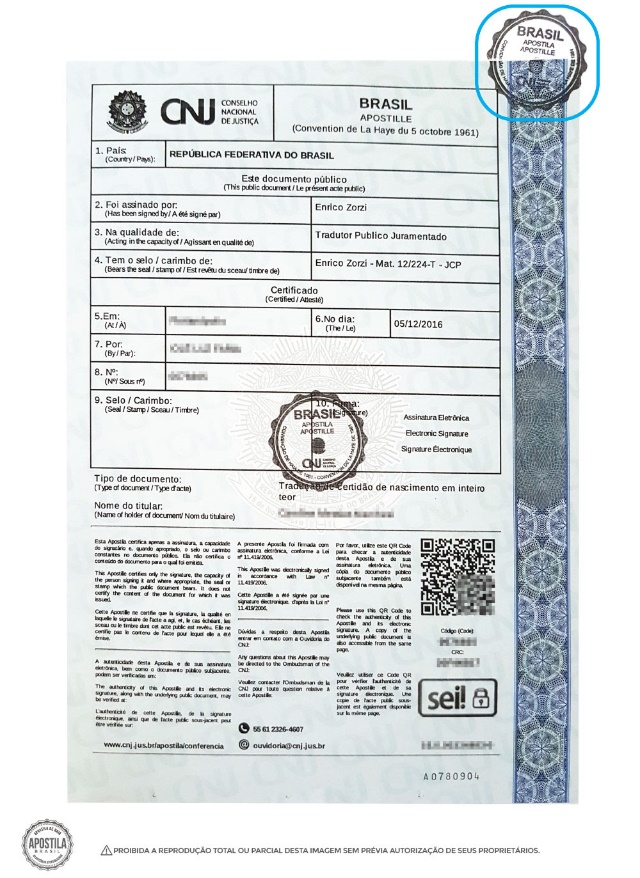 BRASIL
APOSTILA
APOSTILLE
CNJ CONSELHO
NACIONAL
DE JUSTIÇA
BRASIL
APOSTILLE
(Convention de La Haye du 5 octobre 1961)
1. País:
(Country / Pays):
REPÚBLICA FEDERATIVA DO BRASIL
Este documento público
(This public document / Le présent acte public)
2. Foi assinado por:
(Has been signed by / A été signé par)
Enrico Zorzi
3. Na qualidade de:
(Acting in the capacity of / Agissant en qualité de)
Tradutor Publico Juramentado
4. Tem o selo / carimbo de:
(Bears the seal / stamp of / Est revêtu du sceau/ timbre de)
Enrico Zorzi - Mat. 12/224-T - JCP
Certificado
(Certified / Attesté)
5.Em:
(At / À)
6.No dia:
(The / Le)
05/12/2016
7. Por:
(By / Par):
8. Nº:
(Nº/ Sous nº)
9. Selo / Carimbo:
(Seal / Stamp / Sceau / Timbre)
BRASIL
APOSTILA
APOSTILLE
CNJ
Assinatura Eletrônica
Electronic Signature
Signature Électronique
Tipo de documento:
(Type of document / Type d'acte)
Tradução de certidão de nascimento em inteiro
teor
Nome do titular:
(Name of holder of document/ Nom du titulaire)
Esta Apostila certifica apenas a assinatura, a capacidade
do signatário e, quando apropriado, o selo ou carimbo
constantes no documento público. Ela não certifica o
conteúdo do documento para o qual foi emitida.
This Apostille certifies only the signature, the capacity of
the person signing it and where appropriate, the seal or
stamp which the public document bears. It does not
certify the content of the document for which it was
issued.
Cette Apostille ne certifie que la signature, la qualité en
laquelle le signataire de l'acte a agi et, le cas échéant, les
sceau ou le timbre dont cet acte public est revêtu. Elle ne
certifie pas le contenu de l'acte pour lequel elle a été
émise.
A autenticidade desta Apostila e de sua assinatura
eletrônica, bem como o documento público subjacente,
podem ser verificadas em:
The authenticity of this Apostille and its electronic
signature, along with the underlying public document, may
be verified at
L'authenticité de cette Apostille, de la signature
électronique, ainsi que de l'acte public sous-jacent peut
être vérifiée sur:
www.cnj.jus.br/apostila/conferencia
A presente Apostila foi firmada com
assinatura eletrônica, conforme a Lei
nº 11.419/2006.
This Apostille was electronically signed
in accordance with Law nº
11.419/2006.
Cette Apostille a été signée par une
signature électronique, d'après la Loi nº
11.419/2006.
Dúvidas a respeito desta Apostila
entrar em contato com a Ouvidoria do
CNJ:
Any questions about this Apostille may
be directed to the Ombudsman of the
CNJ:
Veuillez contacter l'Ombudsman de la
CNJ pour toute question relative à
cette Apostille:
55 61 2326-4607
ouvidoria@cnj.jus.br
Por favor, utilize este QR Code
para checar a autenticidade
desta Apostila e de sua
assinatura eletrônica. Uma
cópia do documento público
subjacente também está
disponível na mesma página.
Please use this QR Code to
check the authenticity of this
Apostille and its electronic
signature. A copy of the
underlying public document is
also accessible from the same
page.
Veuillez utiliser ce Code QR
pour vérifier l'authenticité de
cette Apostille et de sa
signature électronique. Une
copie de l'acte public sous-
jacent est également disponible
sur la même page.
Código (Code):
CRC:
sei!
A0780904
APOSTILA
BRASIL
PROIBIDA A REPRODUÇÃO TOTAL OU PARCIAL DESTA IMAGEM SEM PRÉVIA AUTORIZAÇÃO DE SEUS PROPRIETÁRIOS.